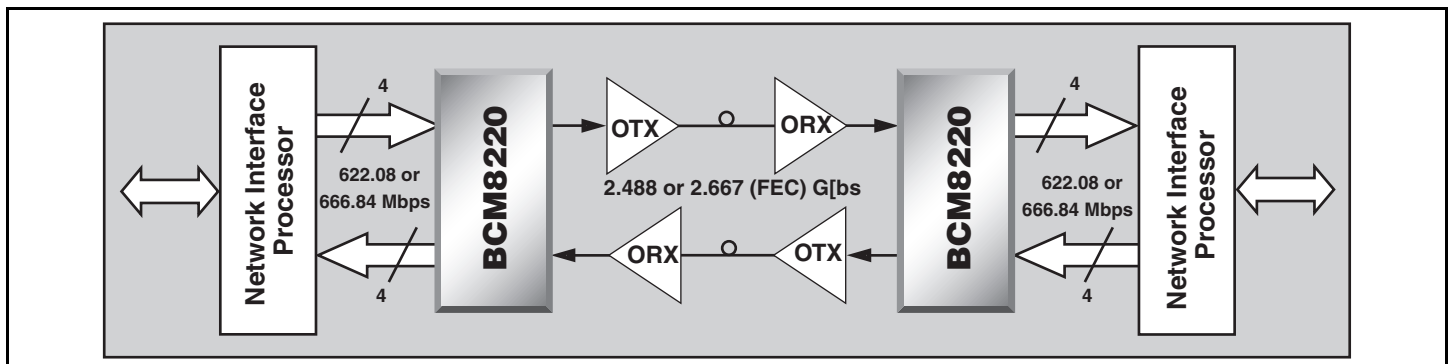 Network Interface
Processor
4
622.08 or
666.84 Mbps
4
BCM8220
OTX
ORX
2.488 or 2.667 (FEC) G[bs
ORX
OTX
BCM8220
4
622.08 or
666.84 Mbps
4
Network Interface
Processor